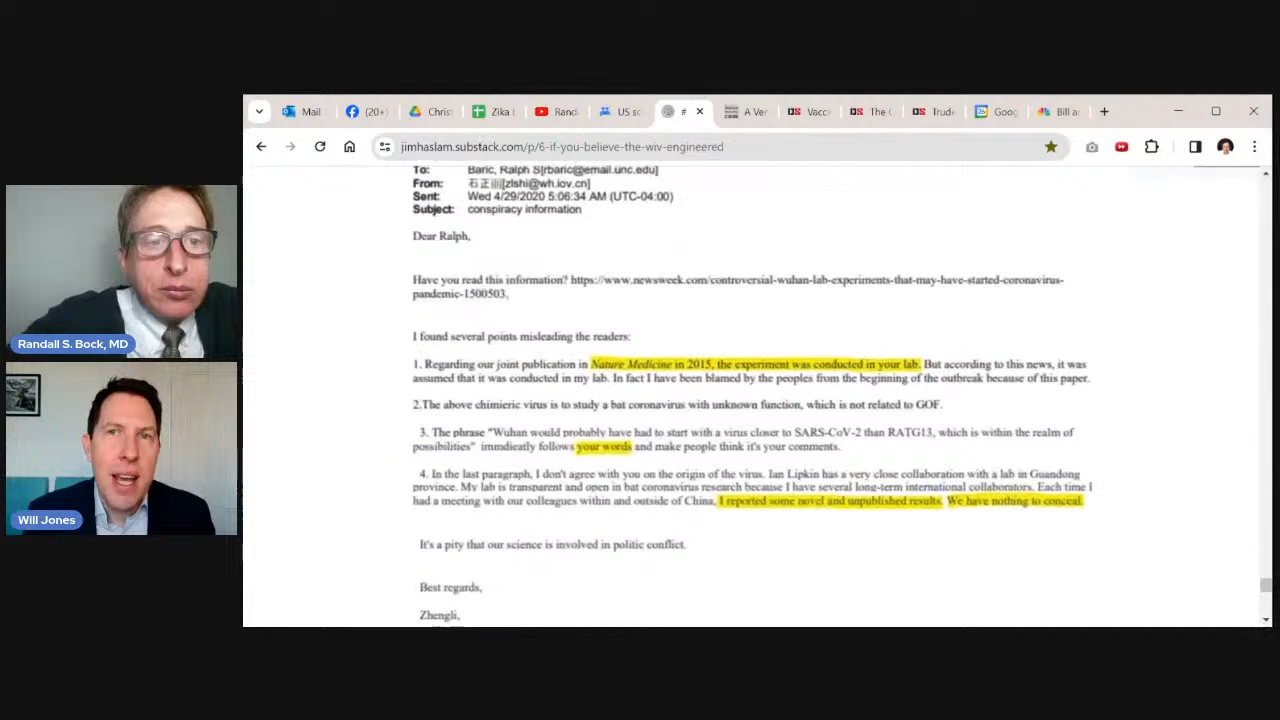 Mail
(20+)
Christ
Zika I
Rand
US sc
#
A Ver
Vacci
The C
Trude
Goog
Bill ar
jimhaslam.substack.com/p/6-if-you-believe-the-wiv-engineered
To: Baric, Ralph S[rbaric@email.unc.edu]
From: 石正丽[zlshi@wh.iov.cn]
Sent: Wed 4/29/2020 5:06:34 AM (UTC-04:00)
Subject: conspiracy information
Dear Ralph,
Have you read this information? https://www.newsweek.com/controversial-wuhan-lab-experiments-that-may-have-started-coronavirus-
pandemic-1500503,
I found several points misleading the readers:
1. Regarding our joint publication in Nature Medicine in 2015, the experiment was conducted in your lab. But according to this news, it was
assumed that it was conducted in my lab. In fact I have been blamed by the peoples from the beginning of the outbreak because of this paper.
2.The above chimieric virus is to study a bat coronavirus with unknown function, which is not related to GOF.
3. The phrase "Wuhan would probably have had to start with a virus closer to SARS-CoV-2 than RATG13, which is within the realm of
possibilities" immdicatly follows your words and make people think it's your comments.
4. In the last paragraph, I don't agree with you on the origin of the virus. Ian Lipkin has a very close collaboration with a lab in Guandong
province. My lab is transparent and open in bat coronavirus research because I have several long-term international collaborators. Each time I
had a meeting with our colleagues within and outside of China, I reported some novel and unpublished results. We have nothing to conceal.
It's a pity that our science is involved in politic conflict.
Best regards,
Zhengli,
Randall S. Bock, MD
Will Jones